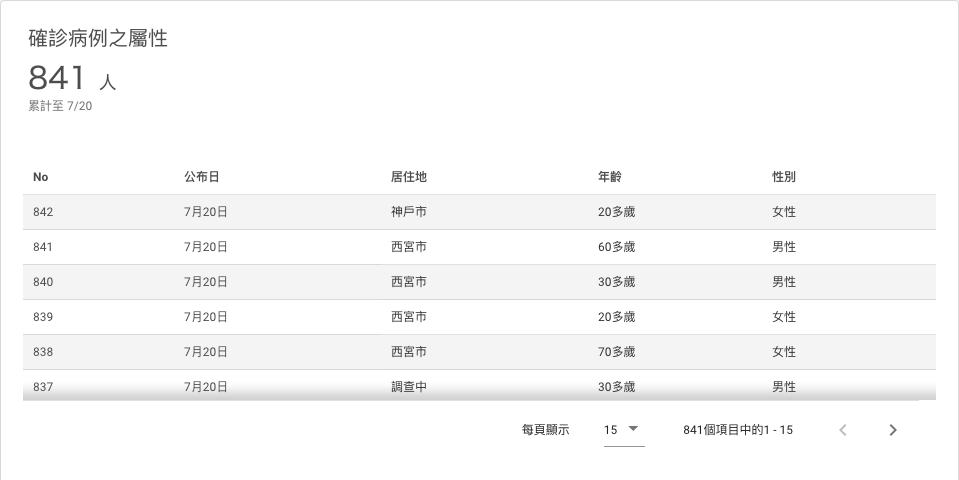 確診病例之屬性
841 人
累計至 7/20
No 公布日 居住地 年齡 性別
842 7月20日 神戶市 20多歲 女性
841 7月20日 西宮市 60多歲 男性
840 7月20日 西宮市 30多歲 男性
839 7月20日 西宮市 20多歲 女性
838 7月20日 西宮市 70多歲 女性
837 7月20日 調查中 30多歲 男性
每頁顯示 15 841個項目中的1 - 15